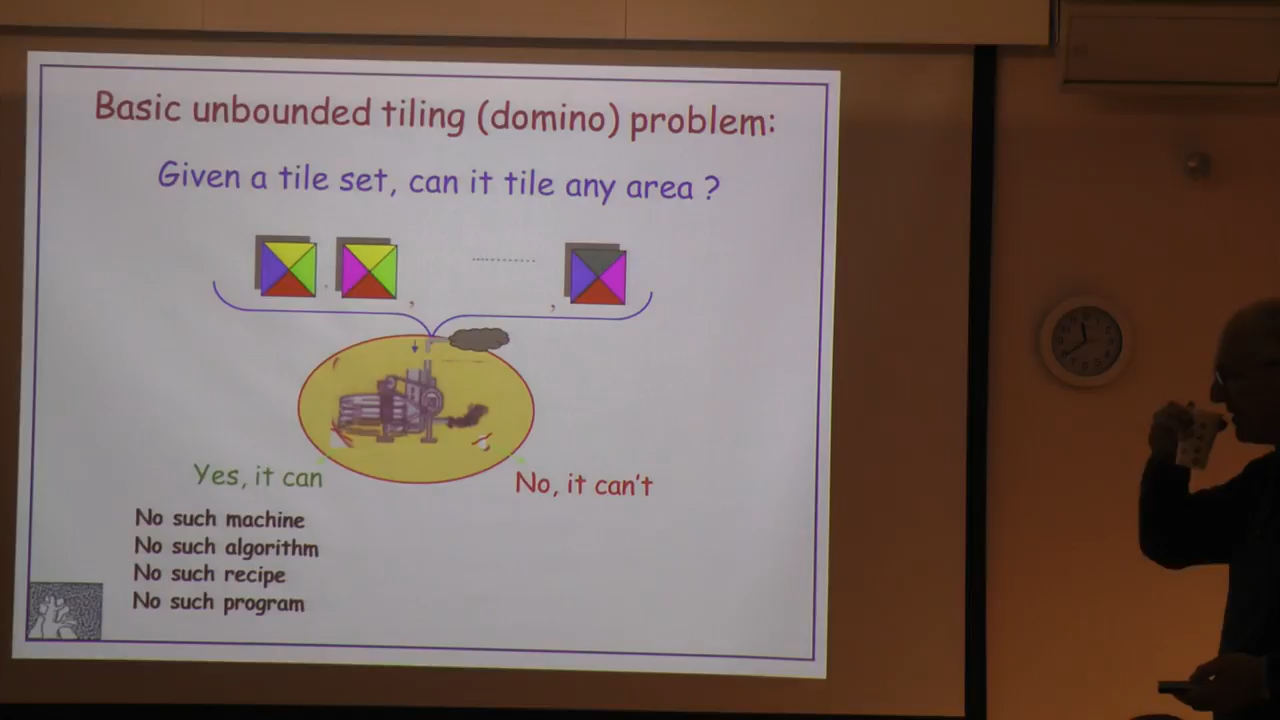 Basic unbounded tiling (domino) problem:
Given a tile set, can it tile any area ?
, , ............ ,
Yes, it can
No, it can't
No such machine
No such algorithm
No such recipe
No such program